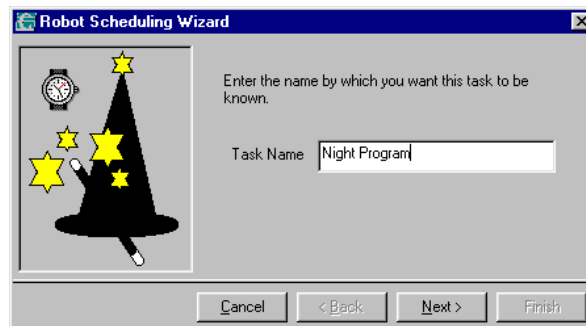 Robot Scheduling Wizard
Enter the name by which you want this task to be
known.
Task Name Night Program
Cancel < Back Next > Finish